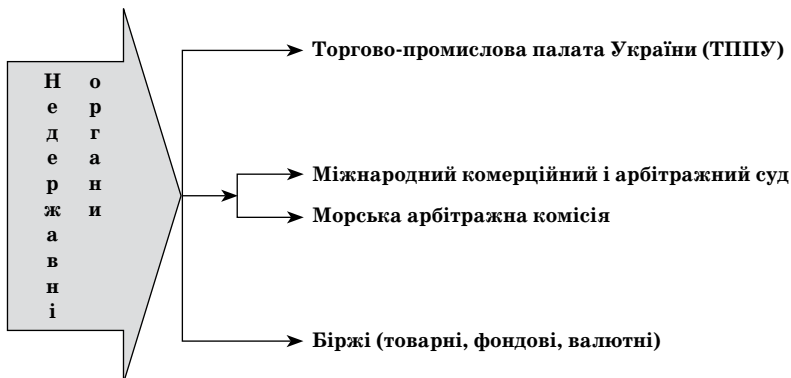 Недержавні
органи
Торгово-промислова палата України (ТППУ)
Міжнародний комерційний і арбітражний суд
Морська арбітражна комісія
Біржі (товарні, фондові, валютні)